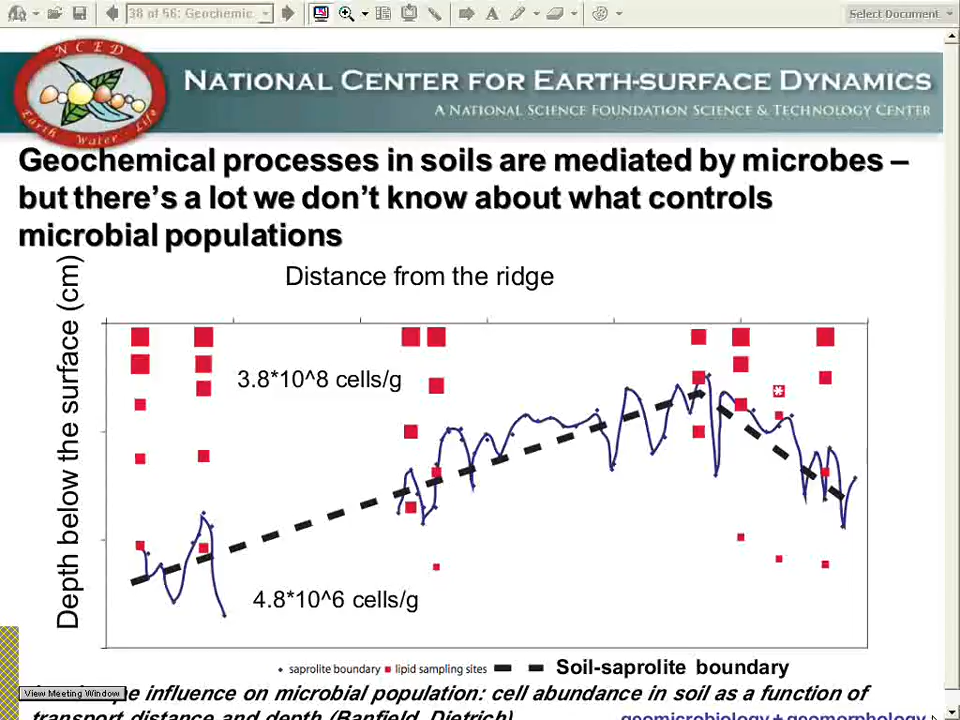 38 of 56: Geochemic
Select Document
NCED
Earth Water Life
NATIONAL CENTER FOR EARTH-SURFACE DYNAMICS
A NATIONAL SCIENCE FOUNDATION SCIENCE & TECHNOLOGY CENTER
Geochemical processes in soils are mediated by microbes –
but there's a lot we don't know about what controls
microbial populations
Distance from the ridge
Depth below the surface (cm)
3.8*10^8 cells/g
4.8*10^6 cells/g
saprolite boundary lipid sampling sites Soil-saprolite boundary
View Meeting Window
influence on microbial population: cell abundance in soil as a function of
transport distance and depth (Banfield, Dietrich)
geomicrobiology + geomorphology